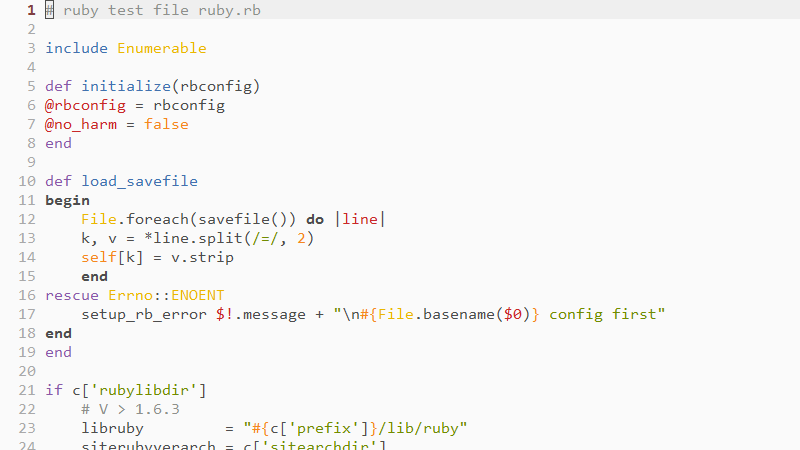 1 # ruby test file ruby.rb
2
3 include Enumerable
4
5 def initialize(rbconfig)
6 @rbconfig = rbconfig
7 @no_harm = false
8 end
9
10 def load_savefile
11 begin
12     File.foreach(savefile()) do |line|
13     k, v = *line.split(/=/, 2)
14     self[k] = v.strip
15     end
16 rescue Errno::ENOENT
17     setup_rb_error $!.message + "\n#{File.basename($0)} config first"
18 end
19 end
20
21 if c['rubylibdir']
22     # V > 1.6.3
23     libruby         = "#{c['prefix']}/lib/ruby"
24     siterubyverarch = c['sitearchdir']